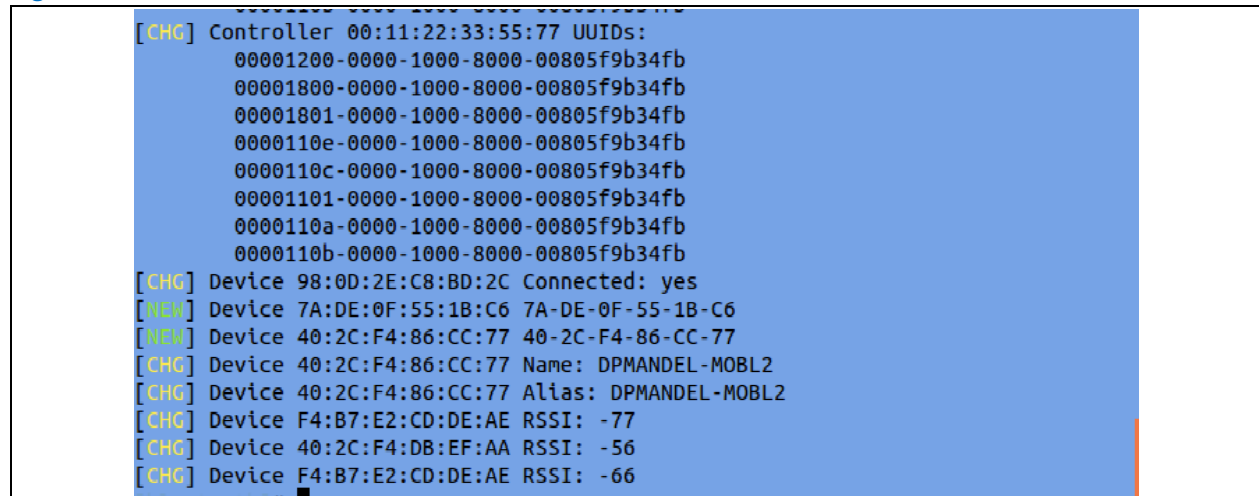 [CHG] Controller 00:11:22:33:55:77 UUIDs:
00001200-0000-1000-8000-00805f9b34fb
00001800-0000-1000-8000-00805f9b34fb
00001801-0000-1000-8000-00805f9b34fb
0000110e-0000-1000-8000-00805f9b34fb
0000110c-0000-1000-8000-00805f9b34fb
00001101-0000-1000-8000-00805f9b34fb
0000110a-0000-1000-8000-00805f9b34fb
0000110b-0000-1000-8000-00805f9b34fb
[CHG] Device 98:0D:2E:C8:BD:2C Connected: yes
[NEW] Device 7A:DE:0F:55:1B:C6 7A-DE-0F-55-1B-C6
[NEW] Device 40:2C:F4:86:CC:77 40-2C-F4-86-CC-77
[CHG] Device 40:2C:F4:86:CC:77 Name: DPMANDEL-MOBL2
[CHG] Device 40:2C:F4:86:CC:77 Alias: DPMANDEL-MOBL2
[CHG] Device F4:B7:E2:CD:DE:AE RSSI: -77
[CHG] Device 40:2C:F4:DB:EF:AA RSSI: -56
[CHG] Device F4:B7:E2:CD:DE:AE RSSI: -66